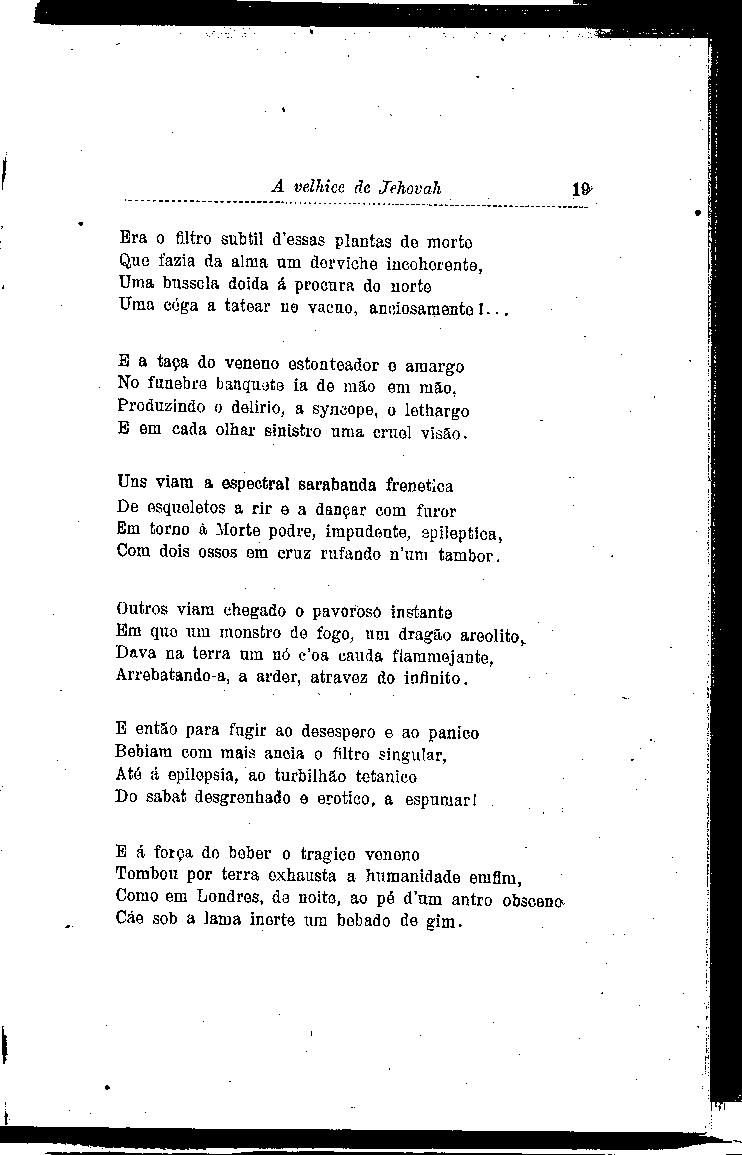 A velhice de Jehovah 19
Era o filtro subtil d'essas plantas de morte
Que fazia da alma um derviche incoherente,
Uma bussola doida á procura do norte
Uma céga a tatear no vacuo, anciosamente!...
E a taça do veneno estonteador e amargo
No funebre banquete ia de mão em mão,
Produzindo o delirio, a syncope, o lethargo
E em cada olhar sinistro uma cruel visão.
Uns viam a espectral sarabanda frenetica
De esqueletos a rir e a dançar com furor
Em torno á Morte podre, impudente, epileptica,
Com dois ossos em cruz rufando n'um tambor.
Outros viam chegado o pavoroso instante
Em que um monstro de fogo, um dragão areolito,
Dava na terra um nó c'oa cauda flammejante,
Arrebatando-a, a arder, atravez do infinito.
E então para fugir ao desespero e ao panico
Bebiam com mais ancia o filtro singular,
Até á epilepsia, ao turbilhão tetanico
Do sabat desgrenhado e erotico, a espumar!
E á força de beber o tragico veneno
Tombou por terra exhausta a humanidade emfim,
Como em Londres, de noite, ao pé d'um antro obsceno
Cáe sob a lama inerte um bebado de gim.